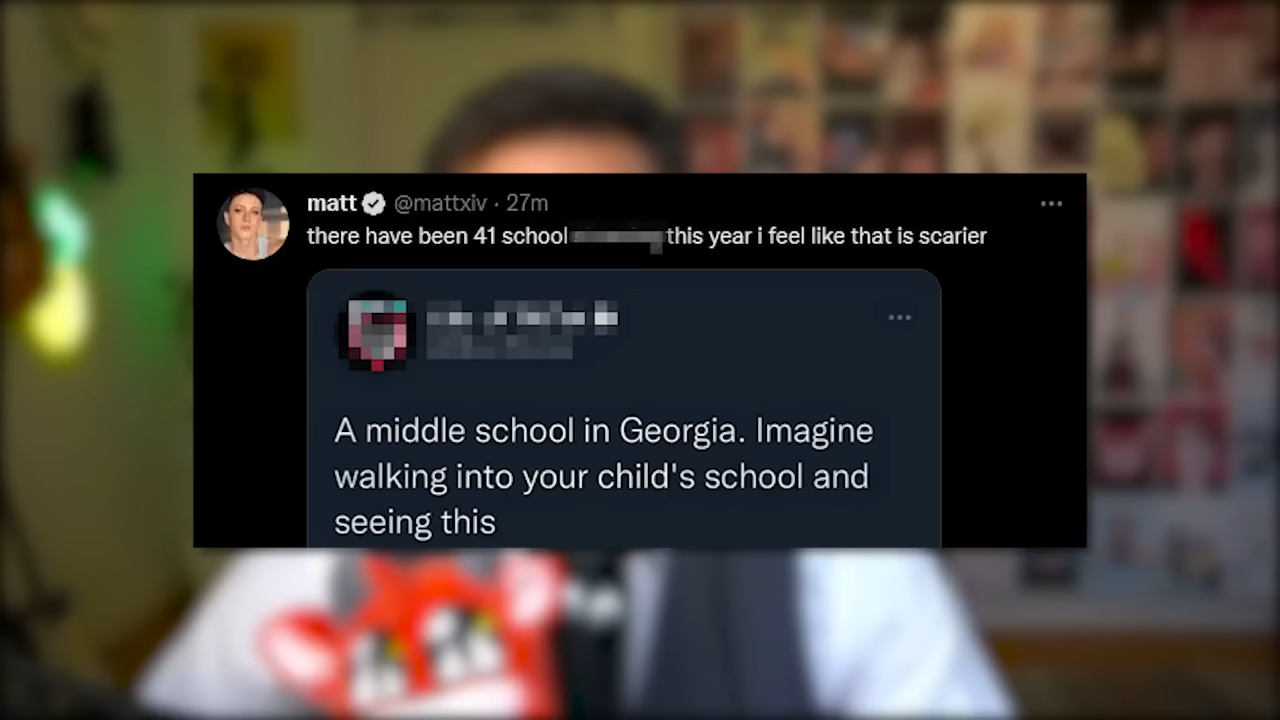 matt @mattxiv · 27m
there have been 41 school this year i feel like that is scarier
A middle school in Georgia. Imagine
walking into your child's school and
seeing this